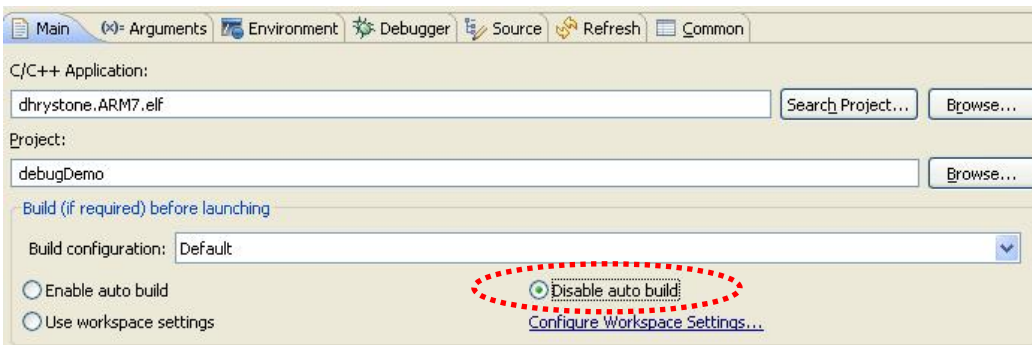 Main (x)= Arguments Environment Debugger Source Refresh Common
C/C++ Application:
dhrystone.ARM7.elf Search Project... Browse...
Project:
debugDemo Browse...
Build (if required) before launching
Build configuration: Default
Enable auto build Disable auto build
Use workspace settings Configure Workspace Settings...